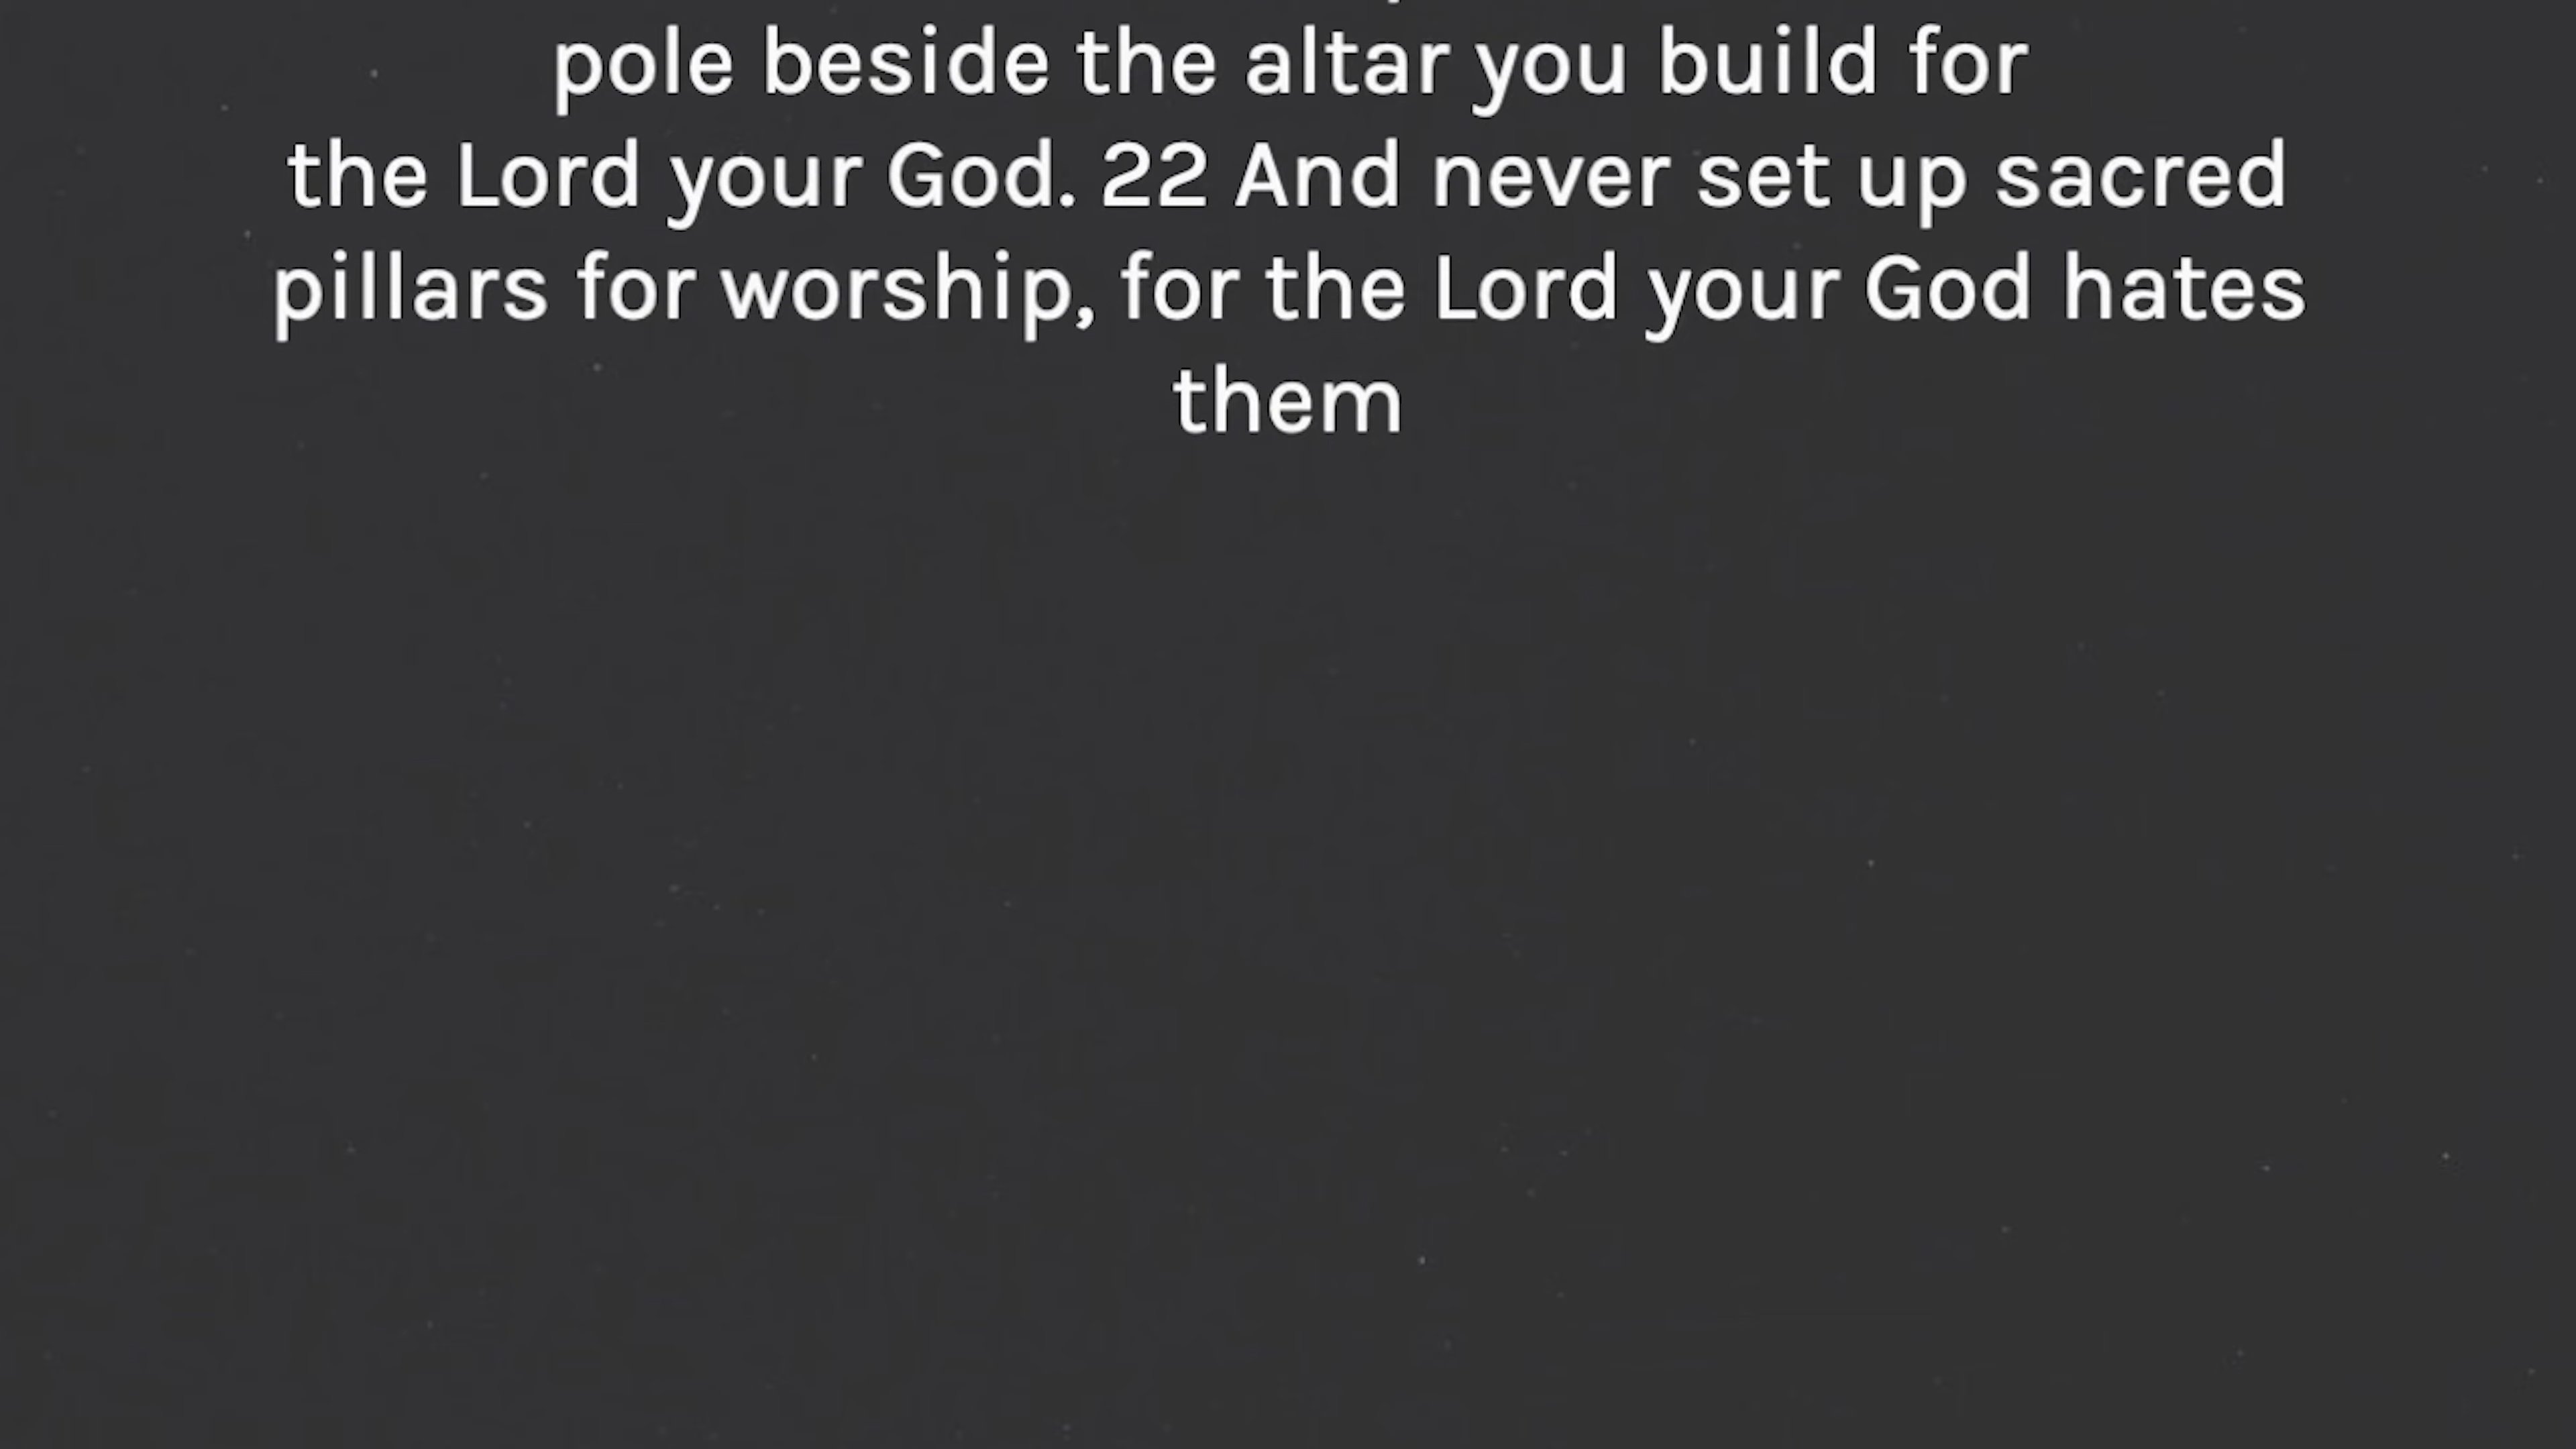 pole beside the altar you build for
the Lord your God. 22 And never set up sacred
pillars for worship, for the Lord your God hates
them